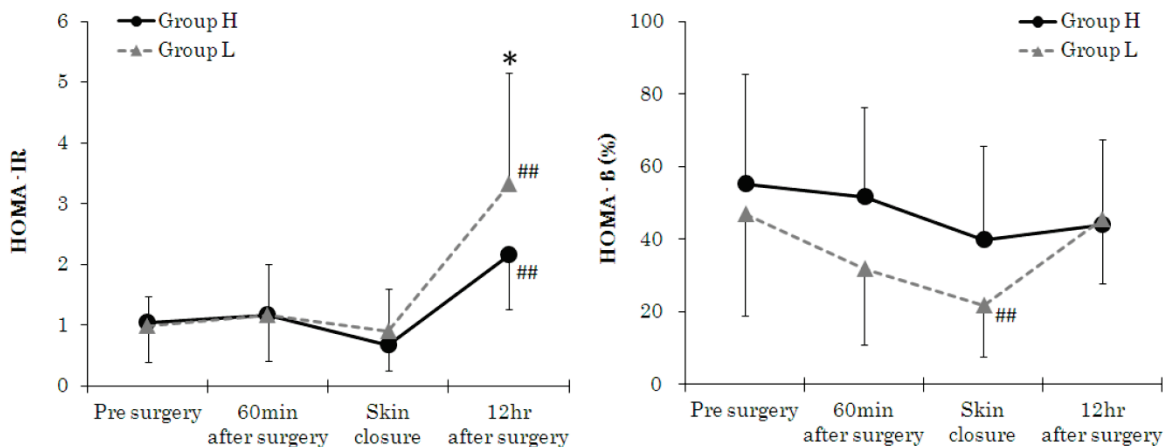 HOMA - IR
6
5
4
3
2
1
0
Group H
Group L
*
##
##
Pre surgery
60min
after surgery
Skin
closure
12hr
after surgery
HOMA - ß (%)
100
80
60
40
20
0
Group H
Group L
##
Pre surgery
60min
after surgery
Skin
closure
12hr
after surgery